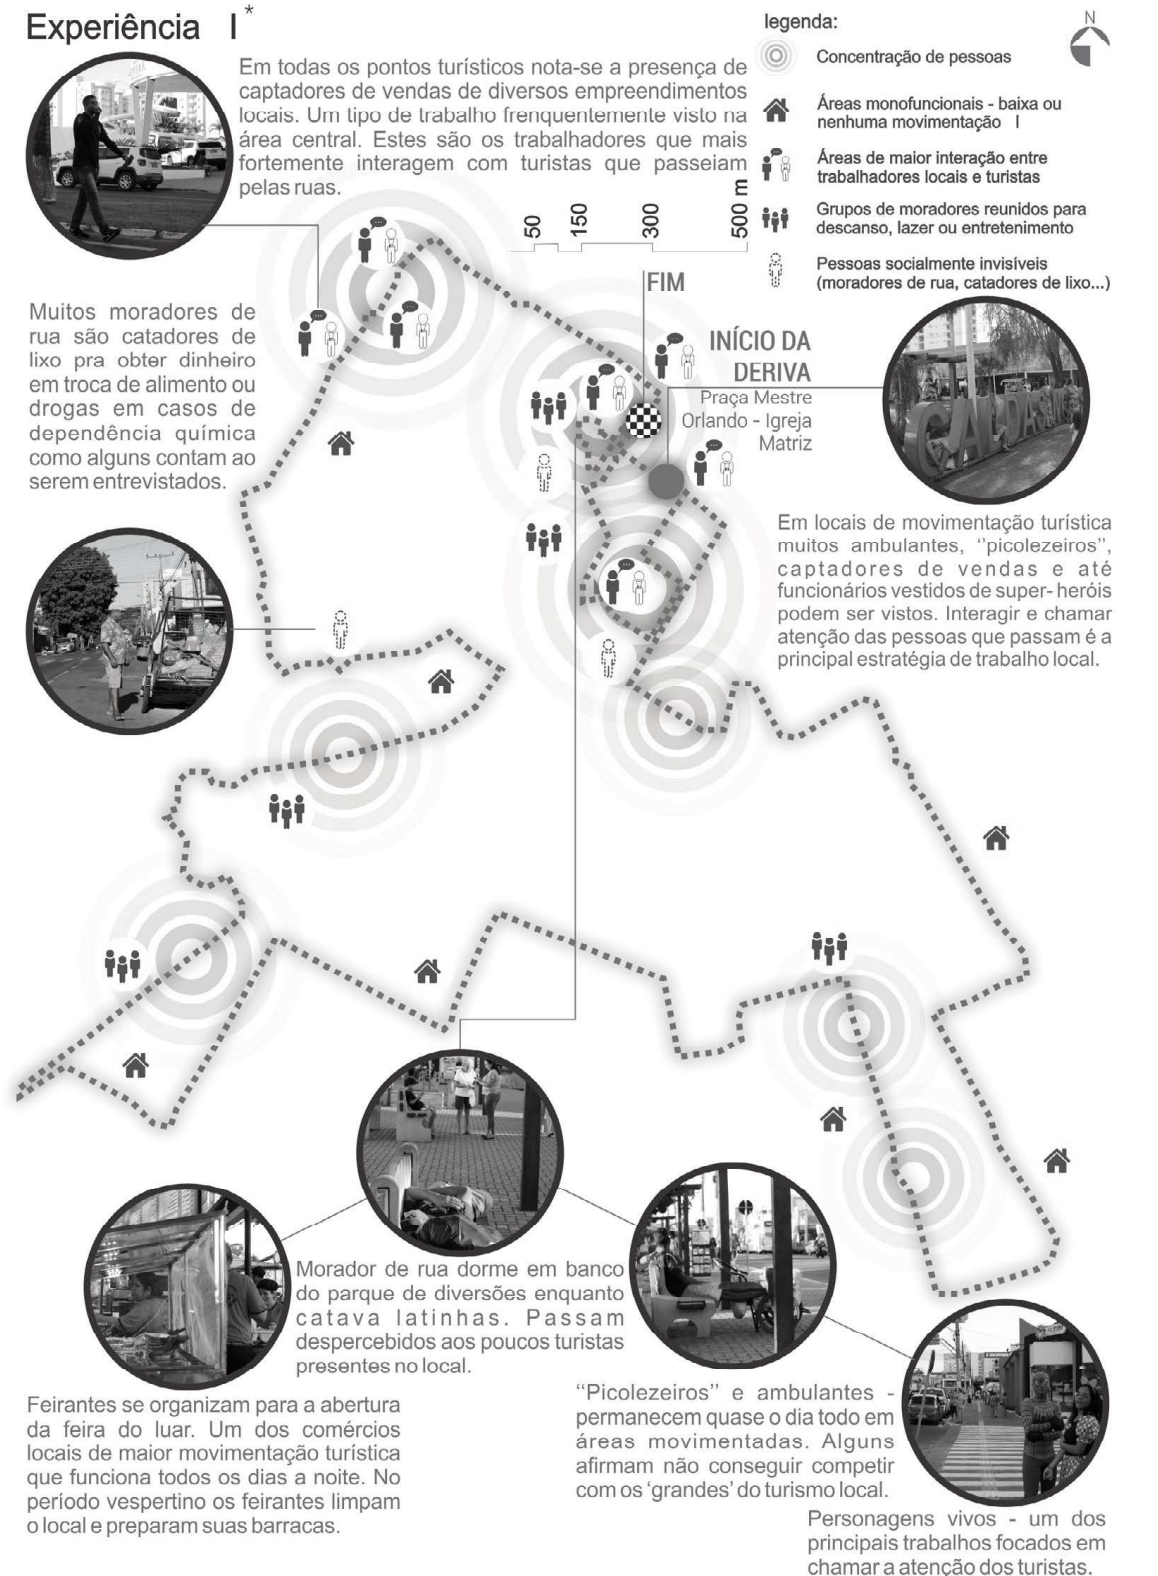 Experiência I*
Em todas os pontos turísticos nota-se a presença de
captadores de vendas de diversos empreendimentos
locais. Um tipo de trabalho frenquentemente visto na
área central. Estes são os trabalhadores que mais
fortemente interagem com turistas que passeiam
pelas ruas.
legenda:
N
Concentração de pessoas
Áreas monofuncionais - baixa ou
nenhuma movimentação I
Áreas de maior interação entre
trabalhadores locais e turistas
Grupos de moradores reunidos para
descanso, lazer ou entretenimento
Pessoas socialmente invisíveis
(moradores de rua, catadores de lixo...)
50
150
300
500 m
FIM
INÍCIO DA
DERIVA
Praça Mestre
Orlando - Igreja
Matriz
Muitos moradores de
rua são catadores de
lixo pra obter dinheiro
em troca de alimento ou
drogas em casos de
dependência química
como alguns contam ao
serem entrevistados.
CALDAS
Em locais de movimentação turística
muitos ambulantes, "picolezeiros",
captadores de vendas e até
funcionários vestidos de super- heróis
podem ser vistos. Interagir e chamar
atenção das pessoas que passam é a
principal estratégia de trabalho local.
Morador de rua dorme em banco
do parque de diversões enquanto
catava latinhas. Passam
despercebidos aos poucos turistas
presentes no local.
Feirantes se organizam para a abertura
da feira do luar. Um dos comércios
locais de maior movimentação turística
que funciona todos os dias a noite. No
período vespertino os feirantes limpam
o local e preparam suas barracas.
"Picolezeiros" e ambulantes -
permanecem quase o dia todo em
áreas movimentadas. Alguns
afirmam não conseguir competir
com os 'grandes' do turismo local.
Personagens vivos - um dos
principais trabalhos focados em
chamar a atenção dos turistas.